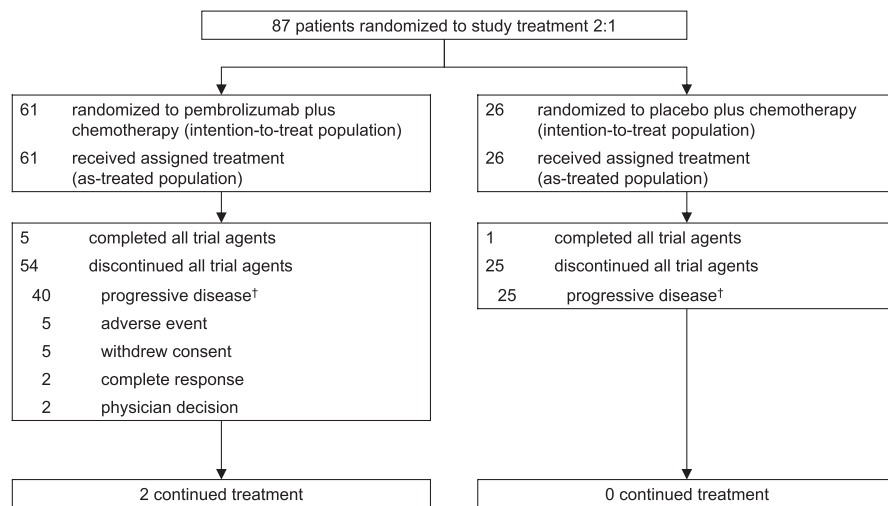 87 patients randomized to study treatment 2:1
61 randomized to pembrolizumab plus
chemotherapy (intention-to-treat population)
61 received assigned treatment
(as-treated population)
26 randomized to placebo plus chemotherapy
(intention-to-treat population)
26 received assigned treatment
(as-treated population)
5 completed all trial agents
54 discontinued all trial agents
40 progressive disease†
5 adverse event
5 withdrew consent
2 complete response
2 physician decision
1 completed all trial agents
25 discontinued all trial agents
25 progressive disease†
2 continued treatment
0 continued treatment